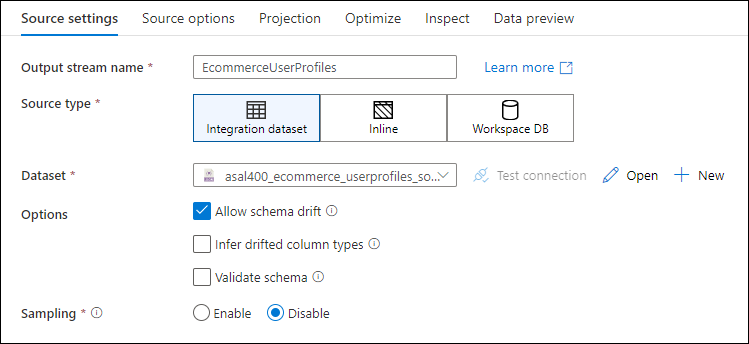 Source settings Source options Projection Optimize Inspect Data preview
Output stream name * EcommerceUserProfiles Learn more
Source type * Integration dataset Inline Workspace DB
Dataset * asal400_ecommerce_userprofiles_so... Test connection Open New
Options Allow schema drift
Infer drifted column types
Validate schema
Sampling * Enable Disable